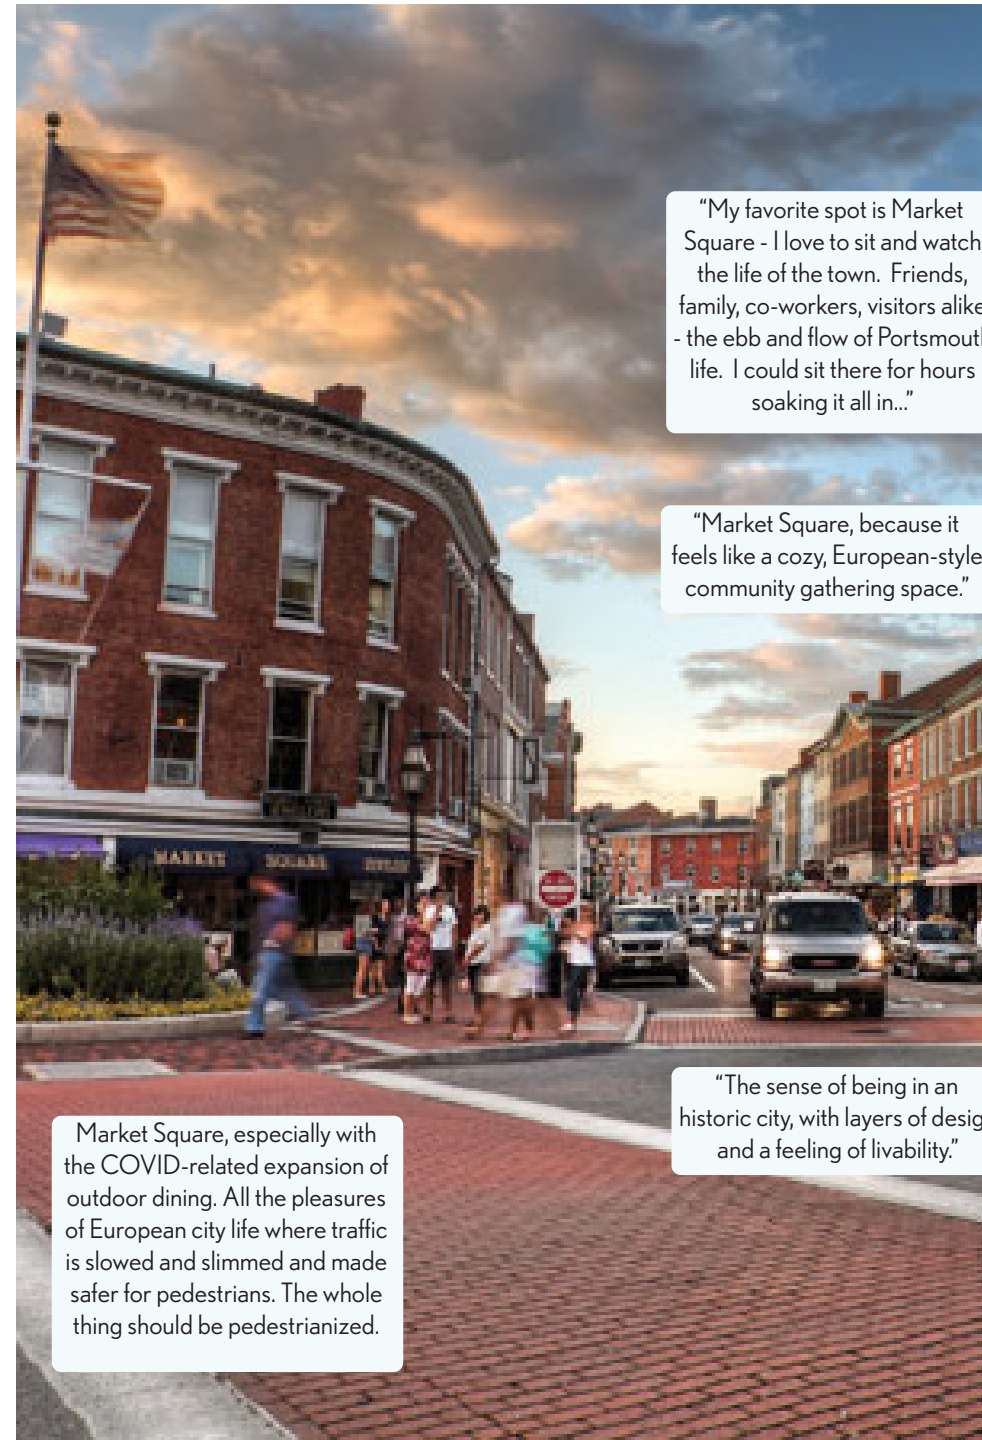 “My favorite spot is Market
Square - I love to sit and watch
the life of the town.  Friends,
family, co-workers, visitors alike
- the ebb and flow of Portsmouth
life.  I could sit there for hours
soaking it all in...”
“Market Square, because it
feels like a cozy, European-style
community gathering space.”
MARKET SQUARE
“The sense of being in an
historic city, with layers of desig
and a feeling of livability.”
Market Square, especially with
the COVID-related expansion of
outdoor dining. All the pleasures
of European city life where traffic
is slowed and slimmed and made
safer for pedestrians. The whole
thing should be pedestrianized.